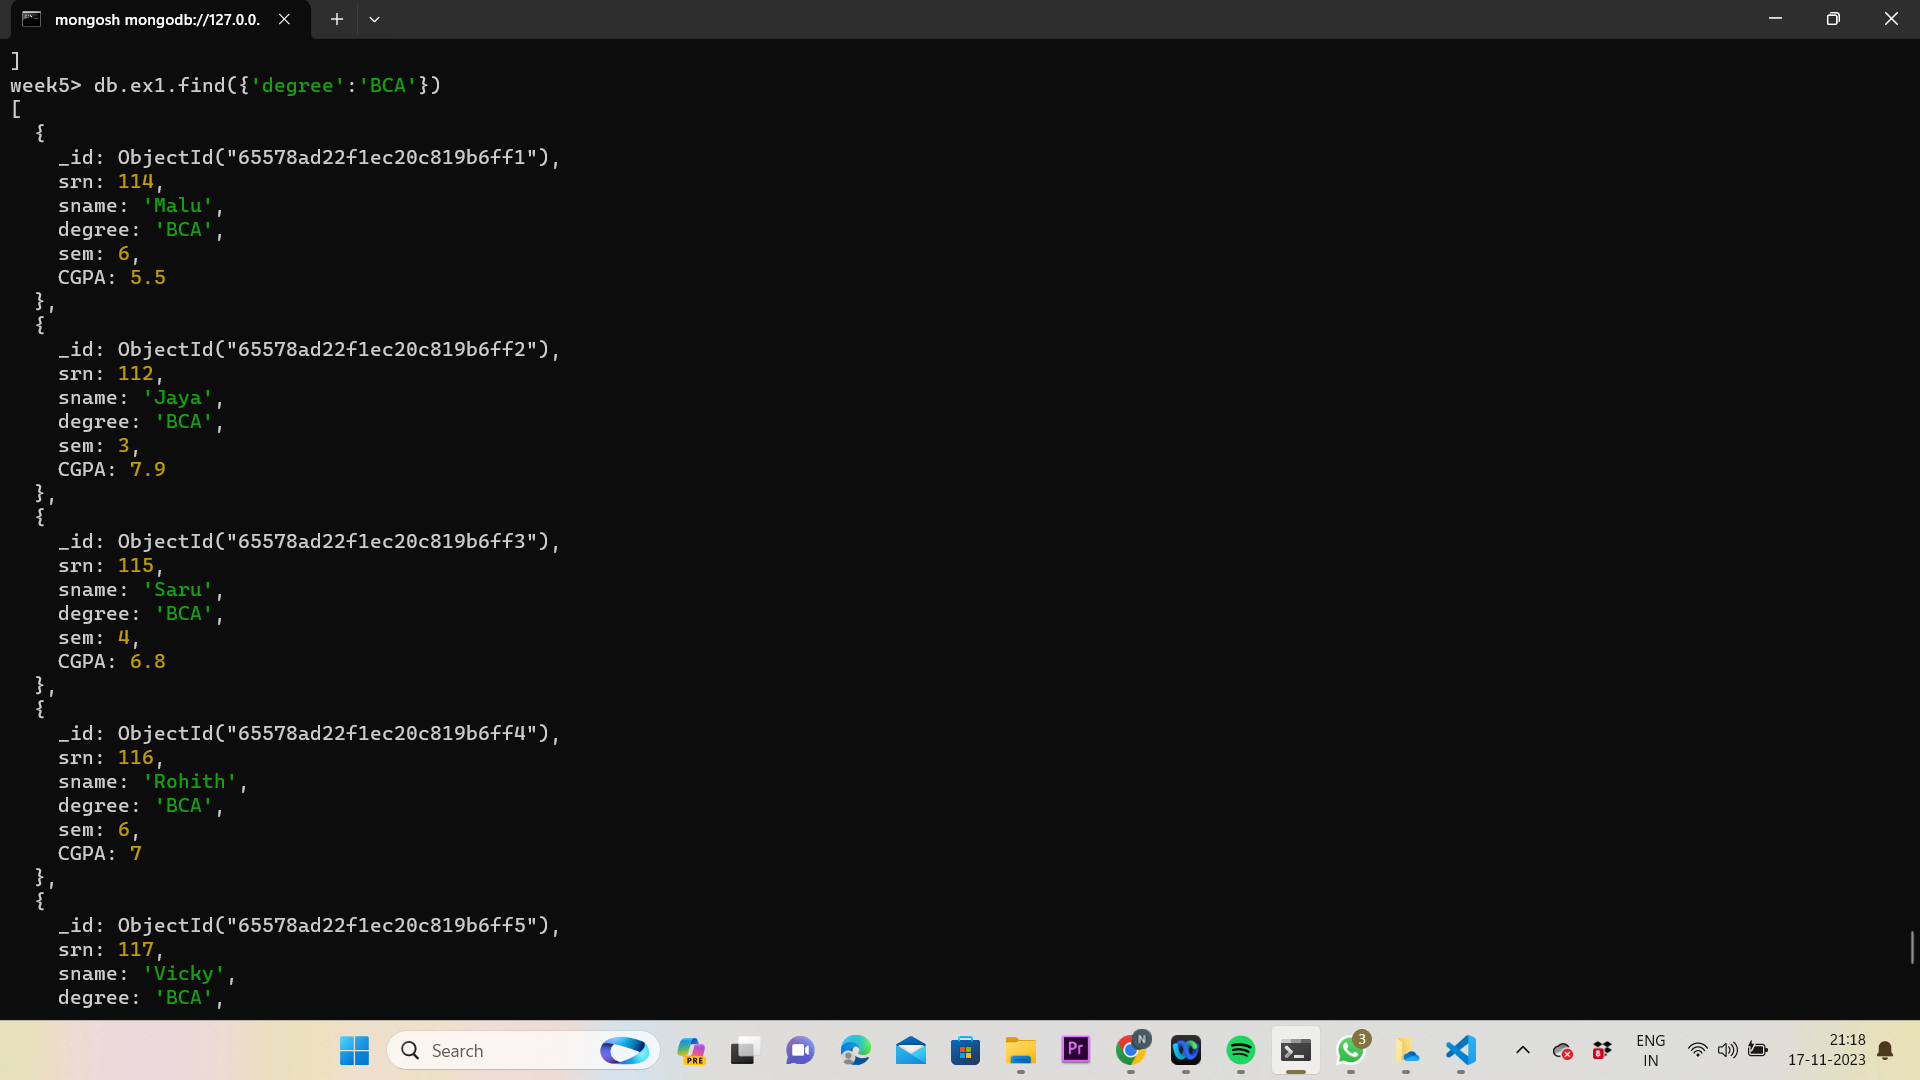 mongosh mongodb://127.0.0.
]
week5> db.ex1.find({'degree':'BCA'})
[
  {
    _id: ObjectId("65578ad22f1ec20c819b6ff1"),
    srn: 114,
    sname: 'Malu',
    degree: 'BCA',
    sem: 6,
    CGPA: 5.5
  },
  {
    _id: ObjectId("65578ad22f1ec20c819b6ff2"),
    srn: 112,
    sname: 'Jaya',
    degree: 'BCA',
    sem: 3,
    CGPA: 7.9
  },
  {
    _id: ObjectId("65578ad22f1ec20c819b6ff3"),
    srn: 115,
    sname: 'Saru',
    degree: 'BCA',
    sem: 4,
    CGPA: 6.8
  },
  {
    _id: ObjectId("65578ad22f1ec20c819b6ff4"),
    srn: 116,
    sname: 'Rohith',
    degree: 'BCA',
    sem: 6,
    CGPA: 7
  },
  {
    _id: ObjectId("65578ad22f1ec20c819b6ff5"),
    srn: 117,
    sname: 'Vicky',
    degree: 'BCA',
Search
PRE
Pr
N
3
8
ENG
IN
21:18
17-11-2023